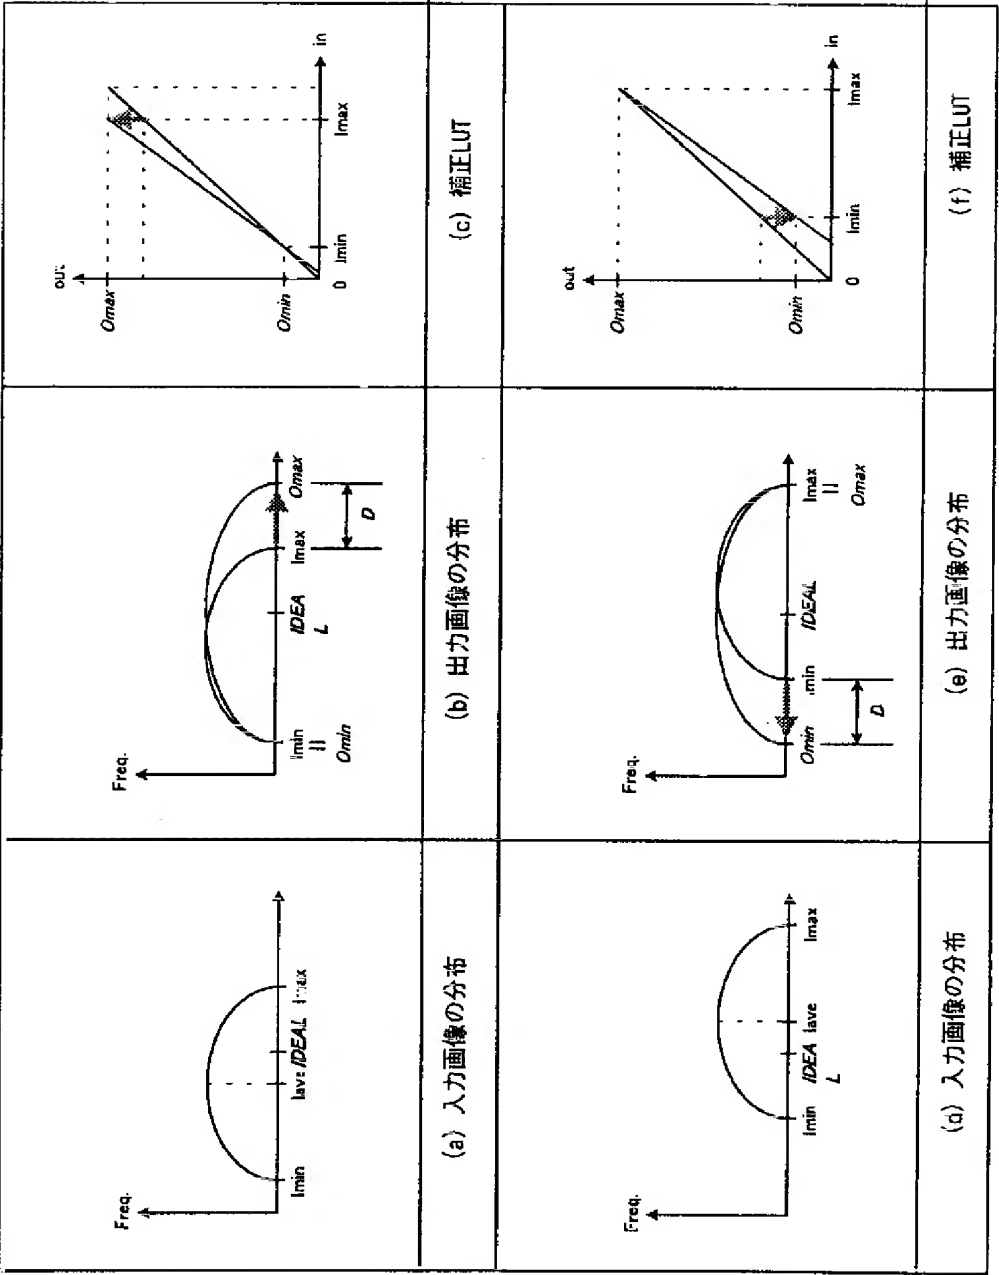 Freq.
Imin
Iave
IDEAL
Imax
(a) 入力画像の分布
Freq.
Imin
||
Omin
IDEA
L
Imax
Omax
D
(b) 出力画像の分布
out
Omax
Omin
0
Imin
Imax
in
(c) 補正LUT
Freq.
Imin
IDEA
L
Iave
Imax
(d) 入力画像の分布
Freq.
Omin
IDEAL
Imax
||
Omax
D
(e) 出力画像の分布
out
Omax
Omin
0
Imin
Imax
in
(f) 補正LUT